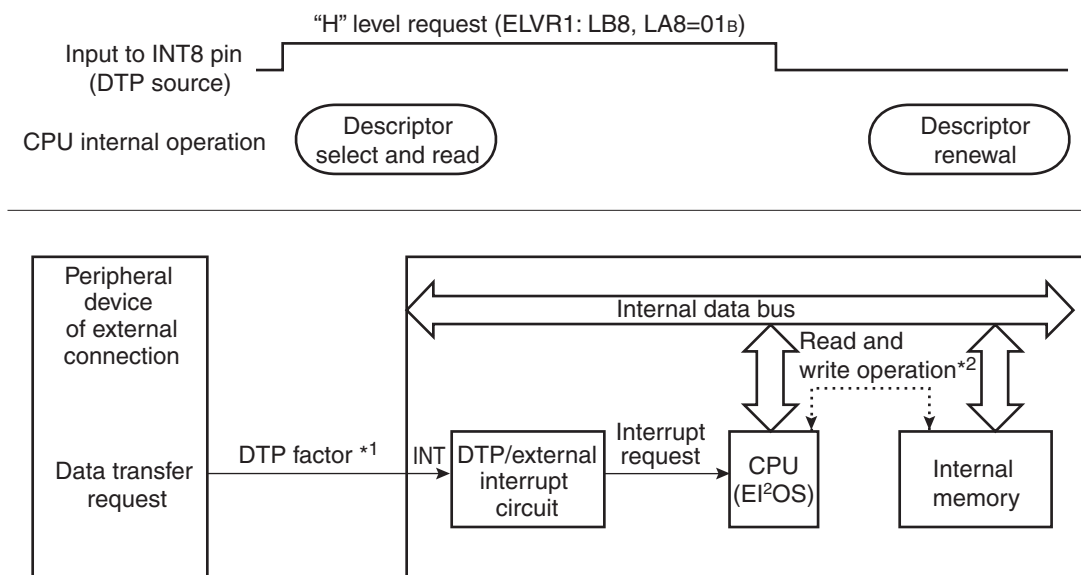 “H” level request (ELVR1: LB8, LA8=01B)
Input to INT8 pin
(DTP source)
CPU internal operation
Descriptor
select and read
Descriptor
renewal
Peripheral
device
of external
connection
Internal data bus
Read and
write operation*2
Data transfer
request
DTP factor *1
INT
DTP/external
interrupt
circuit
Interrupt
request
CPU
(EI²OS)
Internal
memory